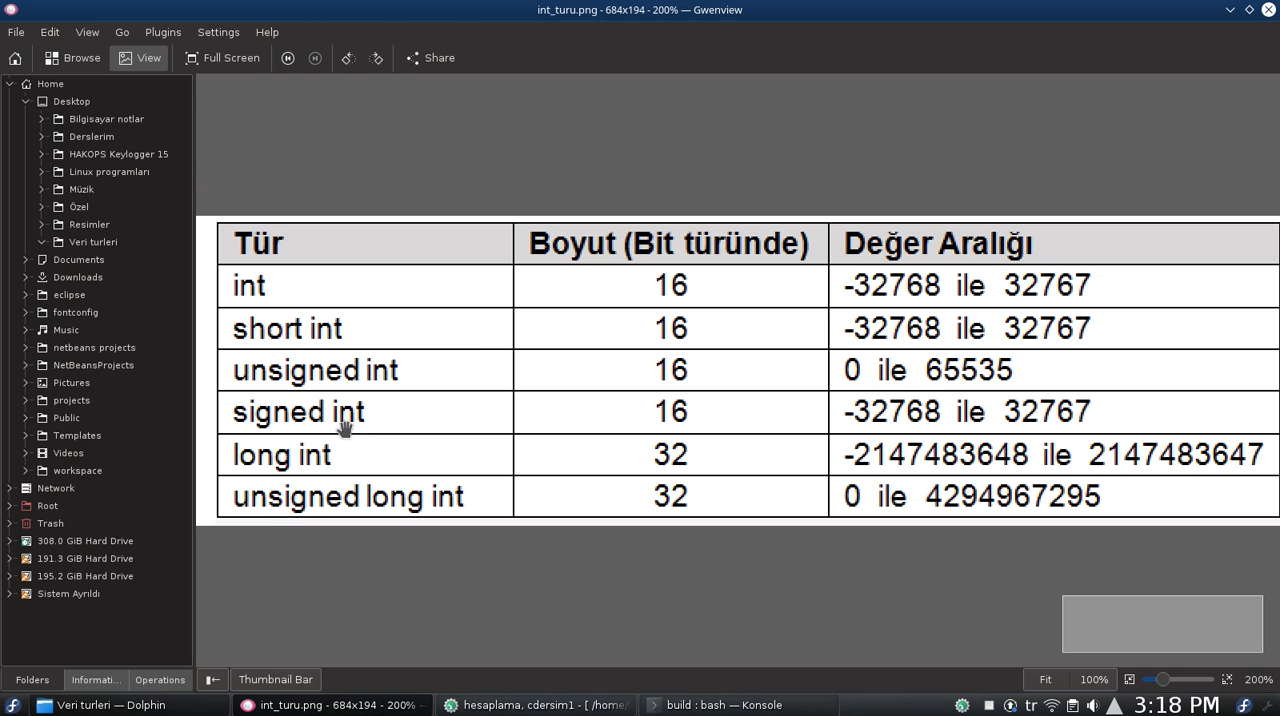 int_turu.png - 684x194 - 200% — Gwenview
File Edit View Go Plugins Settings Help
Browse View Full Screen Share
Home
Desktop
Bilgisayar notlar
Derslerim
HAKOPS Keylogger 15
Linux programları
Müzik
Özel
Resimler
Veri turleri
Documents
Downloads
eclipse
fontconfig
Music
netbeans projects
NetBeansProjects
Pictures
projects
Public
Templates
Videos
workspace
Network
Root
Trash
308.0 GiB Hard Drive
191.3 GiB Hard Drive
195.2 GiB Hard Drive
Sistem Ayrıldı
Tür Boyut (Bit türünde) Değer Aralığı
int 16 -32768 ile 32767
short int 16 -32768 ile 32767
unsigned int 16 0 ile 65535
signed int 16 -32768 ile 32767
long int 32 -2147483648 ile 2147483647
unsigned long int 32 0 ile 4294967295
Folders Informati... Operations Thumbnail Bar Fit 100% 200%
Veri turleri — Dolphin int_turu.png - 684x194 - 200% - hesaplama, cdersim1 - [ /home/ build : bash — Konsole tr 3:18 PM